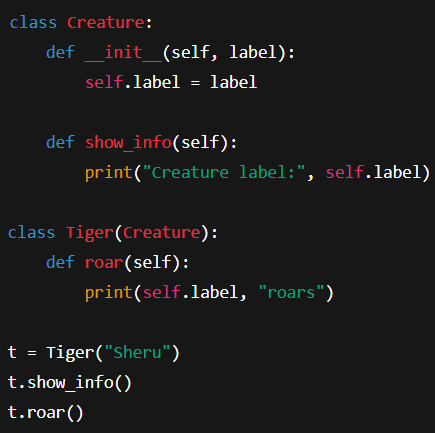 class Creature:
    def __init__(self, label):
        self.label = label

    def show_info(self):
        print("Creature label:", self.label)

class Tiger(Creature):
    def roar(self):
        print(self.label, "roars")

t = Tiger("Sheru")
t.show_info()
t.roar()